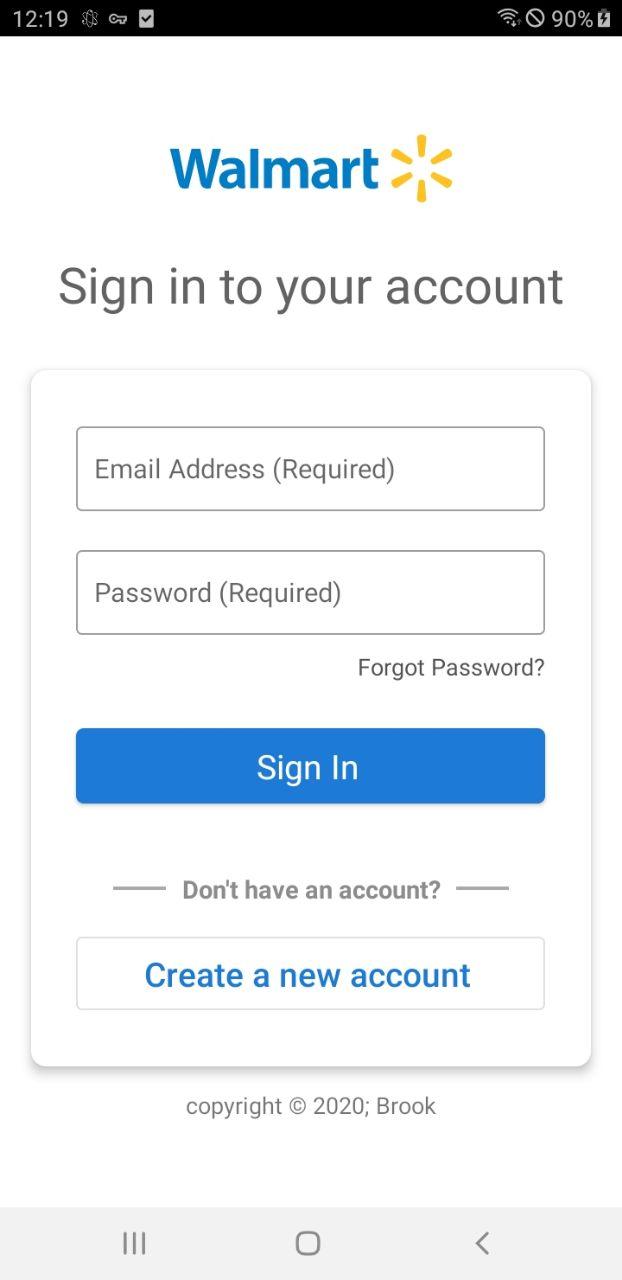 12:19 90%
Walmart
Sign in to your account
Email Address (Required)
Password (Required)
Forgot Password?
Sign In
Don't have an account?
Create a new account
copyright © 2020; Brook